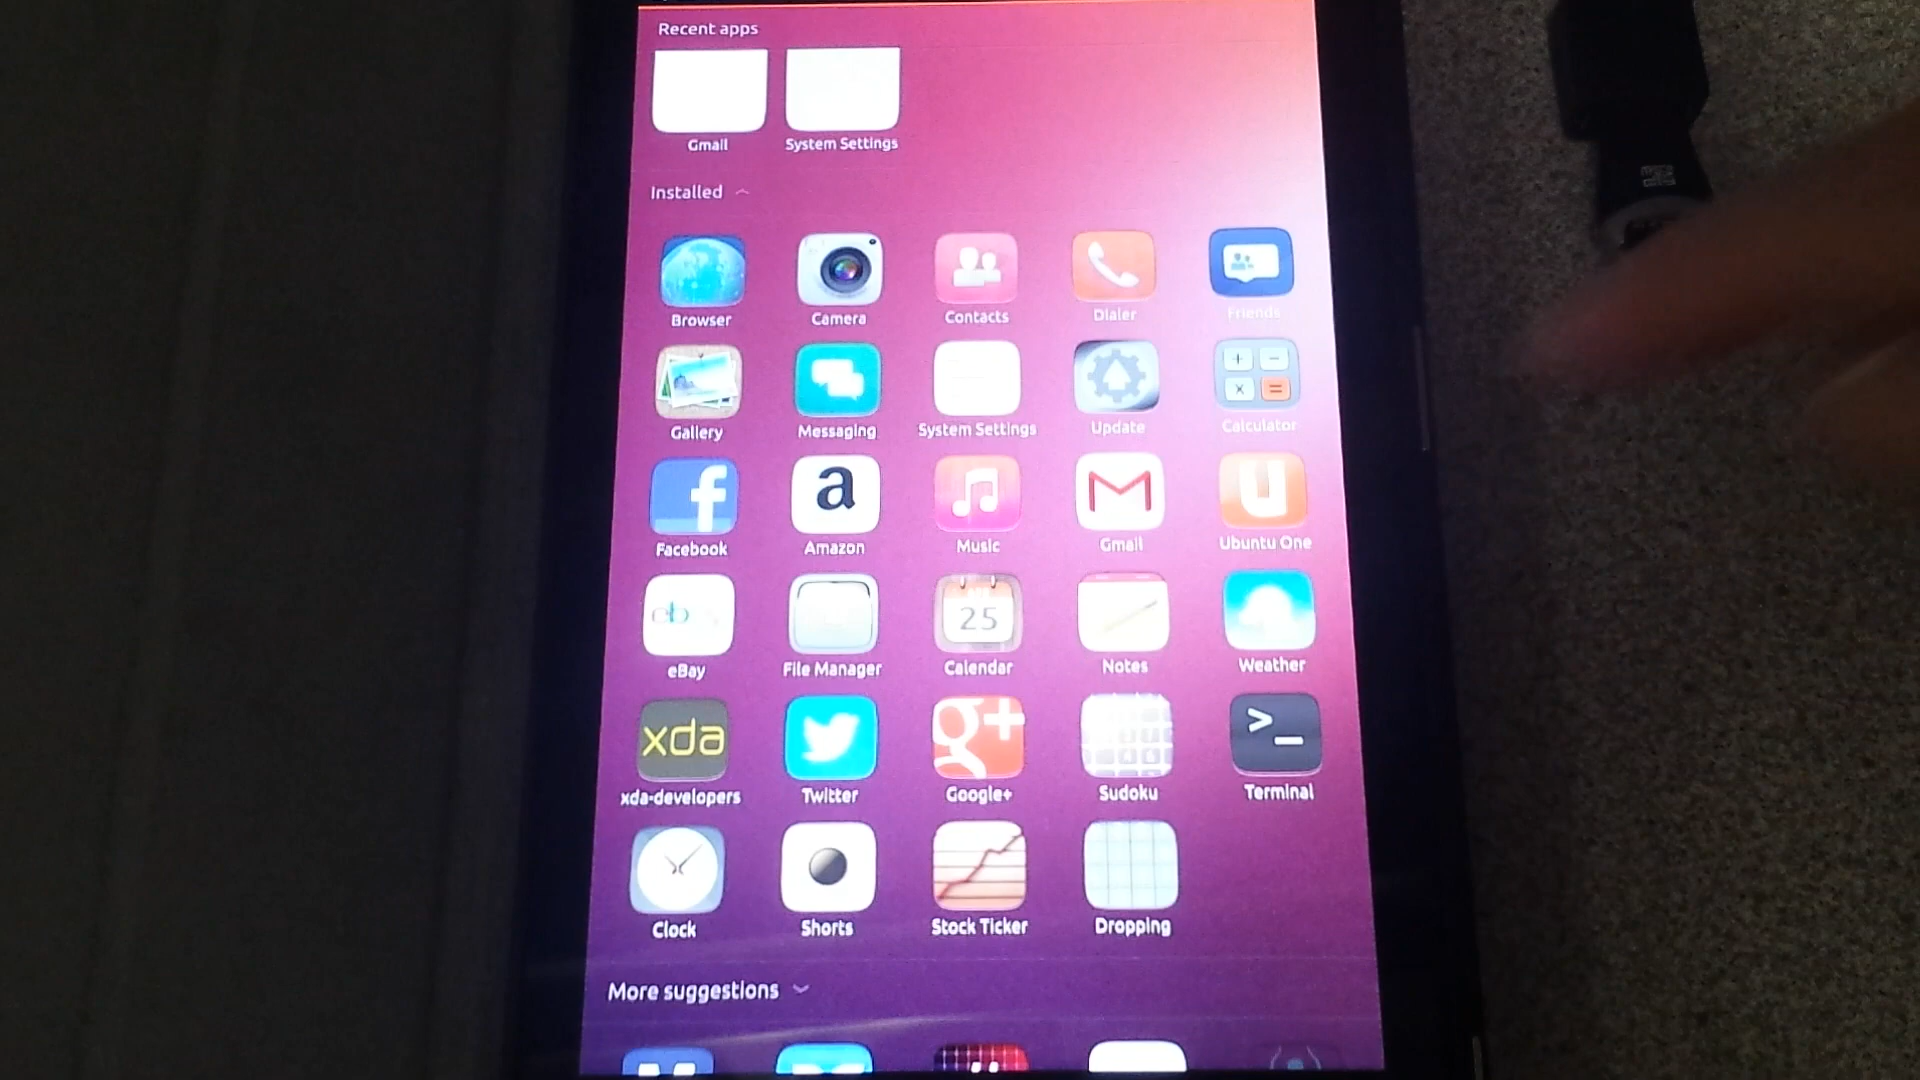 Recent apps
Gmail System Settings
Installed
Browser Camera Contacts Dialer Friends
Gallery Messaging System Settings Update Calculator
a
Facebook Amazon Music Gmail Ubuntu One
eb
25
eBay File Manager Calendar Notes Weather
xda g+ >_
xda-developers Twitter Google+ Sudoku Terminal
Clock Shorts Stock Ticker Dropping
More suggestions